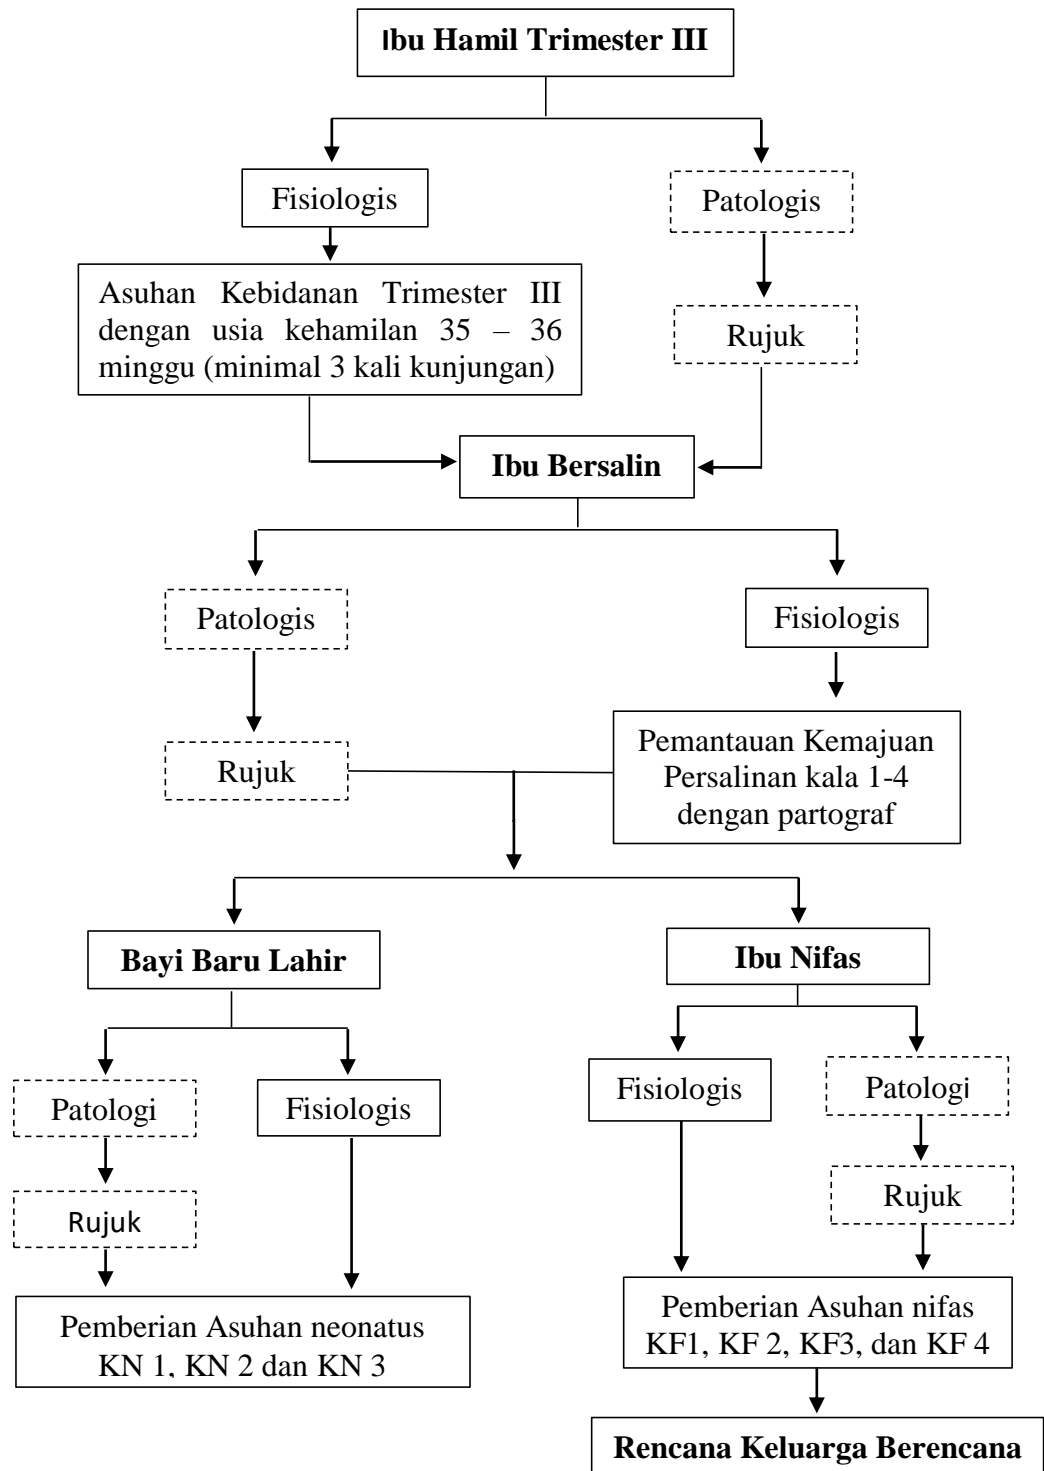 Ibu Hamil Trimester III
Fisiologis
Patologis
Asuhan Kebidanan Trimester III
dengan usia kehamilan 35 – 36
minggu (minimal 3 kali kunjungan)
Rujuk
Ibu Bersalin
Patologis
Fisiologis
Rujuk
Pemantauan Kemajuan
Persalinan kala 1-4
dengan partograf
Bayi Baru Lahir
Ibu Nifas
Patologi
Fisiologis
Fisiologis
Patologi
Rujuk
Rujuk
Pemberian Asuhan neonatus
KN 1, KN 2 dan KN 3
Pemberian Asuhan nifas
KF1, KF 2, KF3, dan KF 4
Rencana Keluarga Berencana